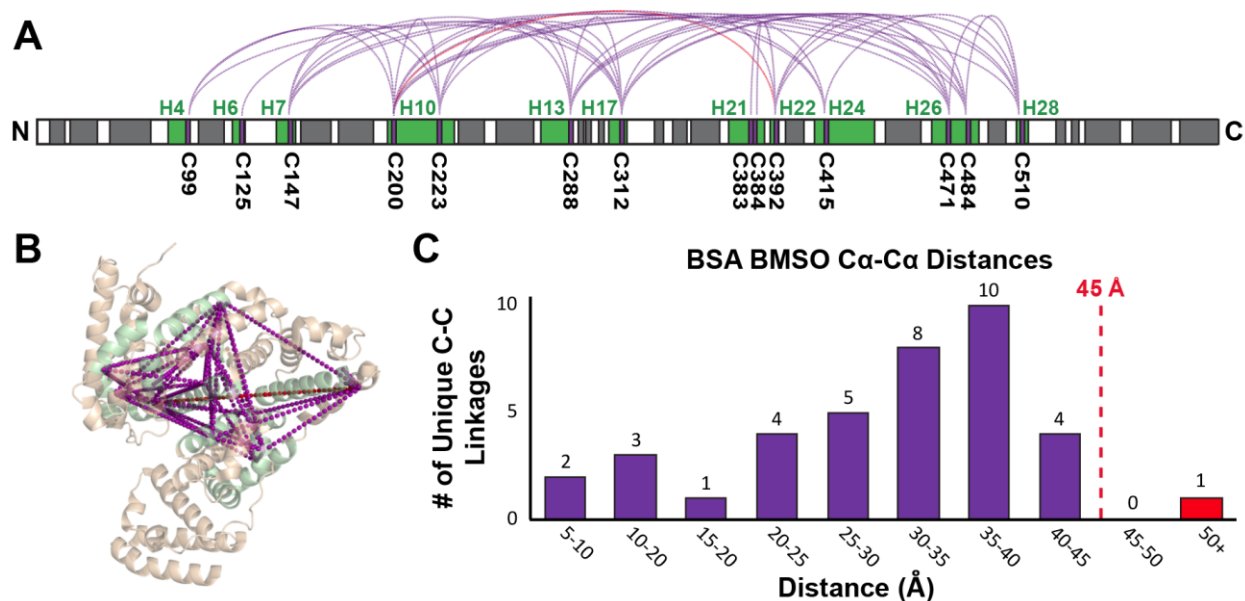 A
H4 H6 H7 H10 H13 H17 H21 H22 H24 H26 H28
N C
C99 C125 C147 C200 C223 C288 C312 C383 C384 C392 C415 C471 C484 C510
B
C
BSA BMSO Cα-Cα Distances
45 Å
# of Unique C-C
Linkages
10
5
0
2 3 1 4 5 8 10 4 0 1
5-10 10-20 15-20 20-25 25-30 30-35 35-40 40-45 45-50 50+
Distance (Å)